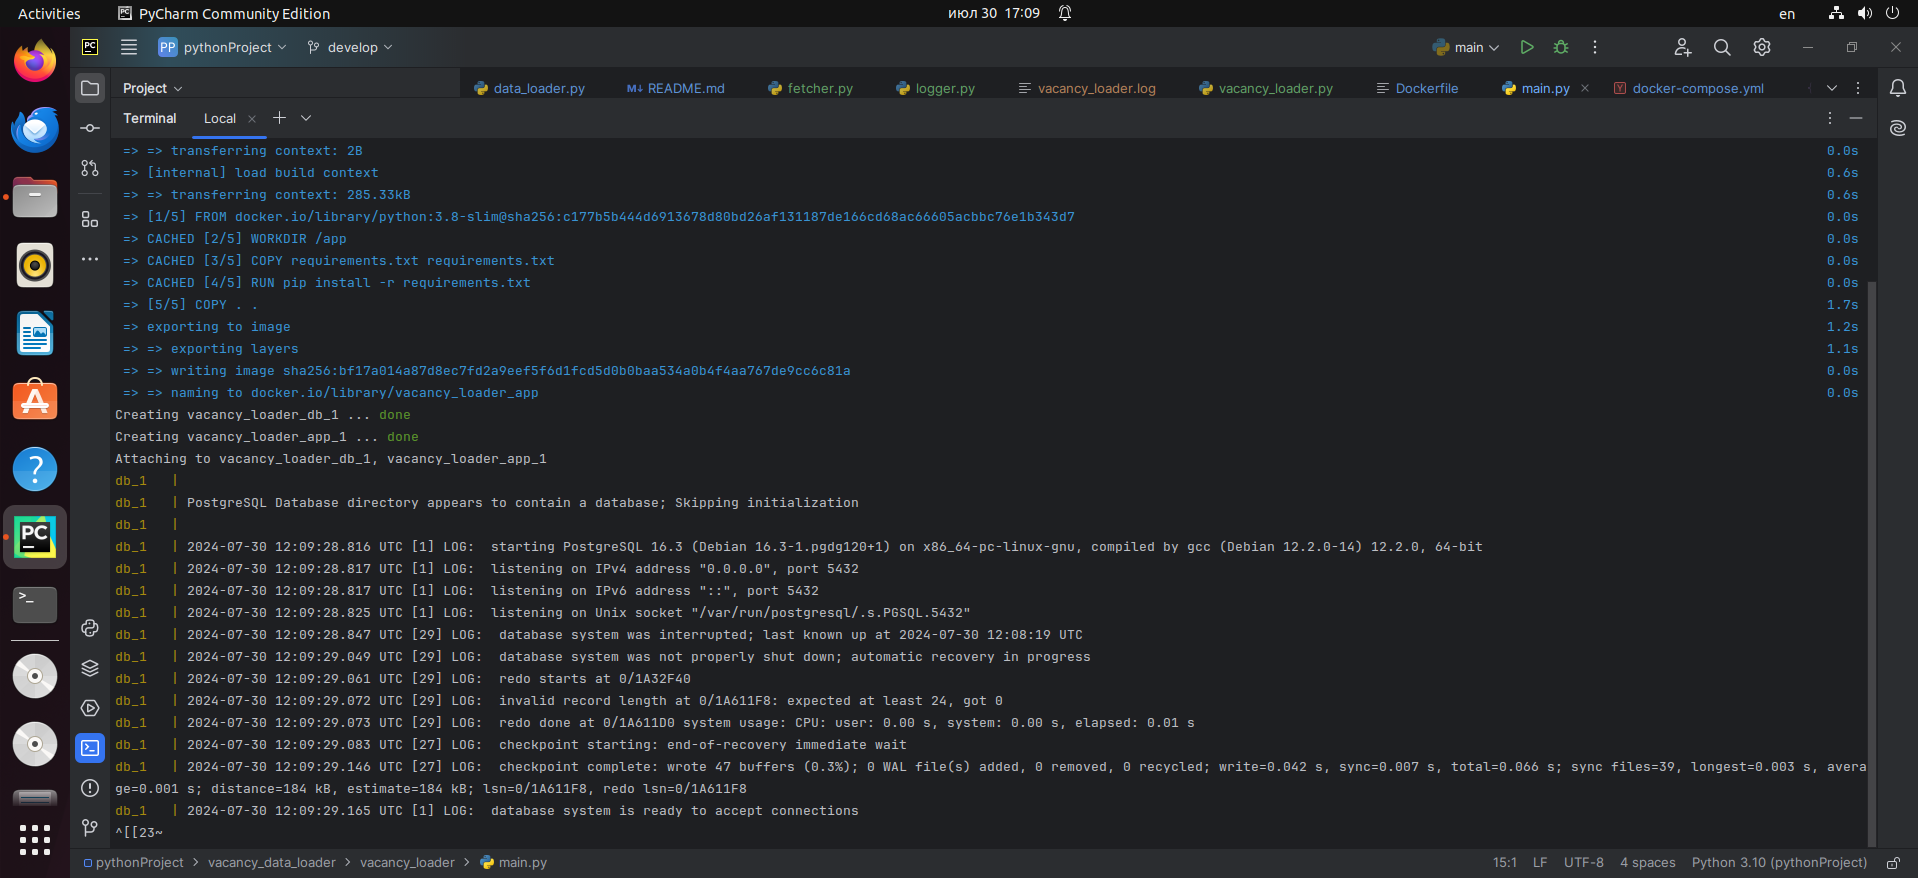 Activities
PyCharm Community Edition
июл 30 17:09
en
PC
PP pythonProject
develop
main
Project
data_loader.py
M↓ README.md
fetcher.py
logger.py
vacancy_loader.log
vacancy_loader.py
Dockerfile
main.py
Y docker-compose.yml
Terminal
Local
=> => transferring context: 2B 0.0s
=> [internal] load build context 0.6s
=> => transferring context: 285.33kB 0.6s
=> [1/5] FROM docker.io/library/python:3.8-slim@sha256:c177b5b444d6913678d80bd26af131187de166cd68ac66605acbbc76e1b343d7 0.0s
=> CACHED [2/5] WORKDIR /app 0.0s
=> CACHED [3/5] COPY requirements.txt requirements.txt 0.0s
=> CACHED [4/5] RUN pip install -r requirements.txt 0.0s
=> [5/5] COPY . . 1.7s
=> exporting to image 1.2s
=> => exporting layers 1.1s
=> => writing image sha256:bf17a014a87d8ec7fd2a9eef5f6d1fcd5d0b0baa534a0b4f4aa767de9cc6c81a 0.0s
=> => naming to docker.io/library/vacancy_loader_app 0.0s
Creating vacancy_loader_db_1 ... done
Creating vacancy_loader_app_1 ... done
Attaching to vacancy_loader_db_1, vacancy_loader_app_1
db_1 |
db_1 | PostgreSQL Database directory appears to contain a database; Skipping initialization
db_1 |
db_1 | 2024-07-30 12:09:28.816 UTC [1] LOG: starting PostgreSQL 16.3 (Debian 16.3-1.pgdg120+1) on x86_64-pc-linux-gnu, compiled by gcc (Debian 12.2.0-14) 12.2.0, 64-bit
db_1 | 2024-07-30 12:09:28.817 UTC [1] LOG: listening on IPv4 address "0.0.0.0", port 5432
db_1 | 2024-07-30 12:09:28.817 UTC [1] LOG: listening on IPv6 address "::", port 5432
db_1 | 2024-07-30 12:09:28.825 UTC [1] LOG: listening on Unix socket "/var/run/postgresql/.s.PGSQL.5432"
db_1 | 2024-07-30 12:09:28.847 UTC [29] LOG: database system was interrupted; last known up at 2024-07-30 12:08:19 UTC
db_1 | 2024-07-30 12:09:29.049 UTC [29] LOG: database system was not properly shut down; automatic recovery in progress
db_1 | 2024-07-30 12:09:29.061 UTC [29] LOG: redo starts at 0/1A32F40
db_1 | 2024-07-30 12:09:29.072 UTC [29] LOG: invalid record length at 0/1A611F8: expected at least 24, got 0
db_1 | 2024-07-30 12:09:29.073 UTC [29] LOG: redo done at 0/1A611D0 system usage: CPU: user: 0.00 s, system: 0.00 s, elapsed: 0.01 s
db_1 | 2024-07-30 12:09:29.083 UTC [27] LOG: checkpoint starting: end-of-recovery immediate wait
db_1 | 2024-07-30 12:09:29.146 UTC [27] LOG: checkpoint complete: wrote 47 buffers (0.3%); 0 WAL file(s) added, 0 removed, 0 recycled; write=0.042 s, sync=0.007 s, total=0.066 s; sync files=39, longest=0.003 s, avera
ge=0.001 s; distance=184 kB, estimate=184 kB; lsn=0/1A611F8, redo lsn=0/1A611F8
db_1 | 2024-07-30 12:09:29.165 UTC [1] LOG: database system is ready to accept connections
^[[23~
PC
pythonProject > vacancy_data_loader > vacancy_loader > main.py
15:1 LF UTF-8 4 spaces Python 3.10 (pythonProject)